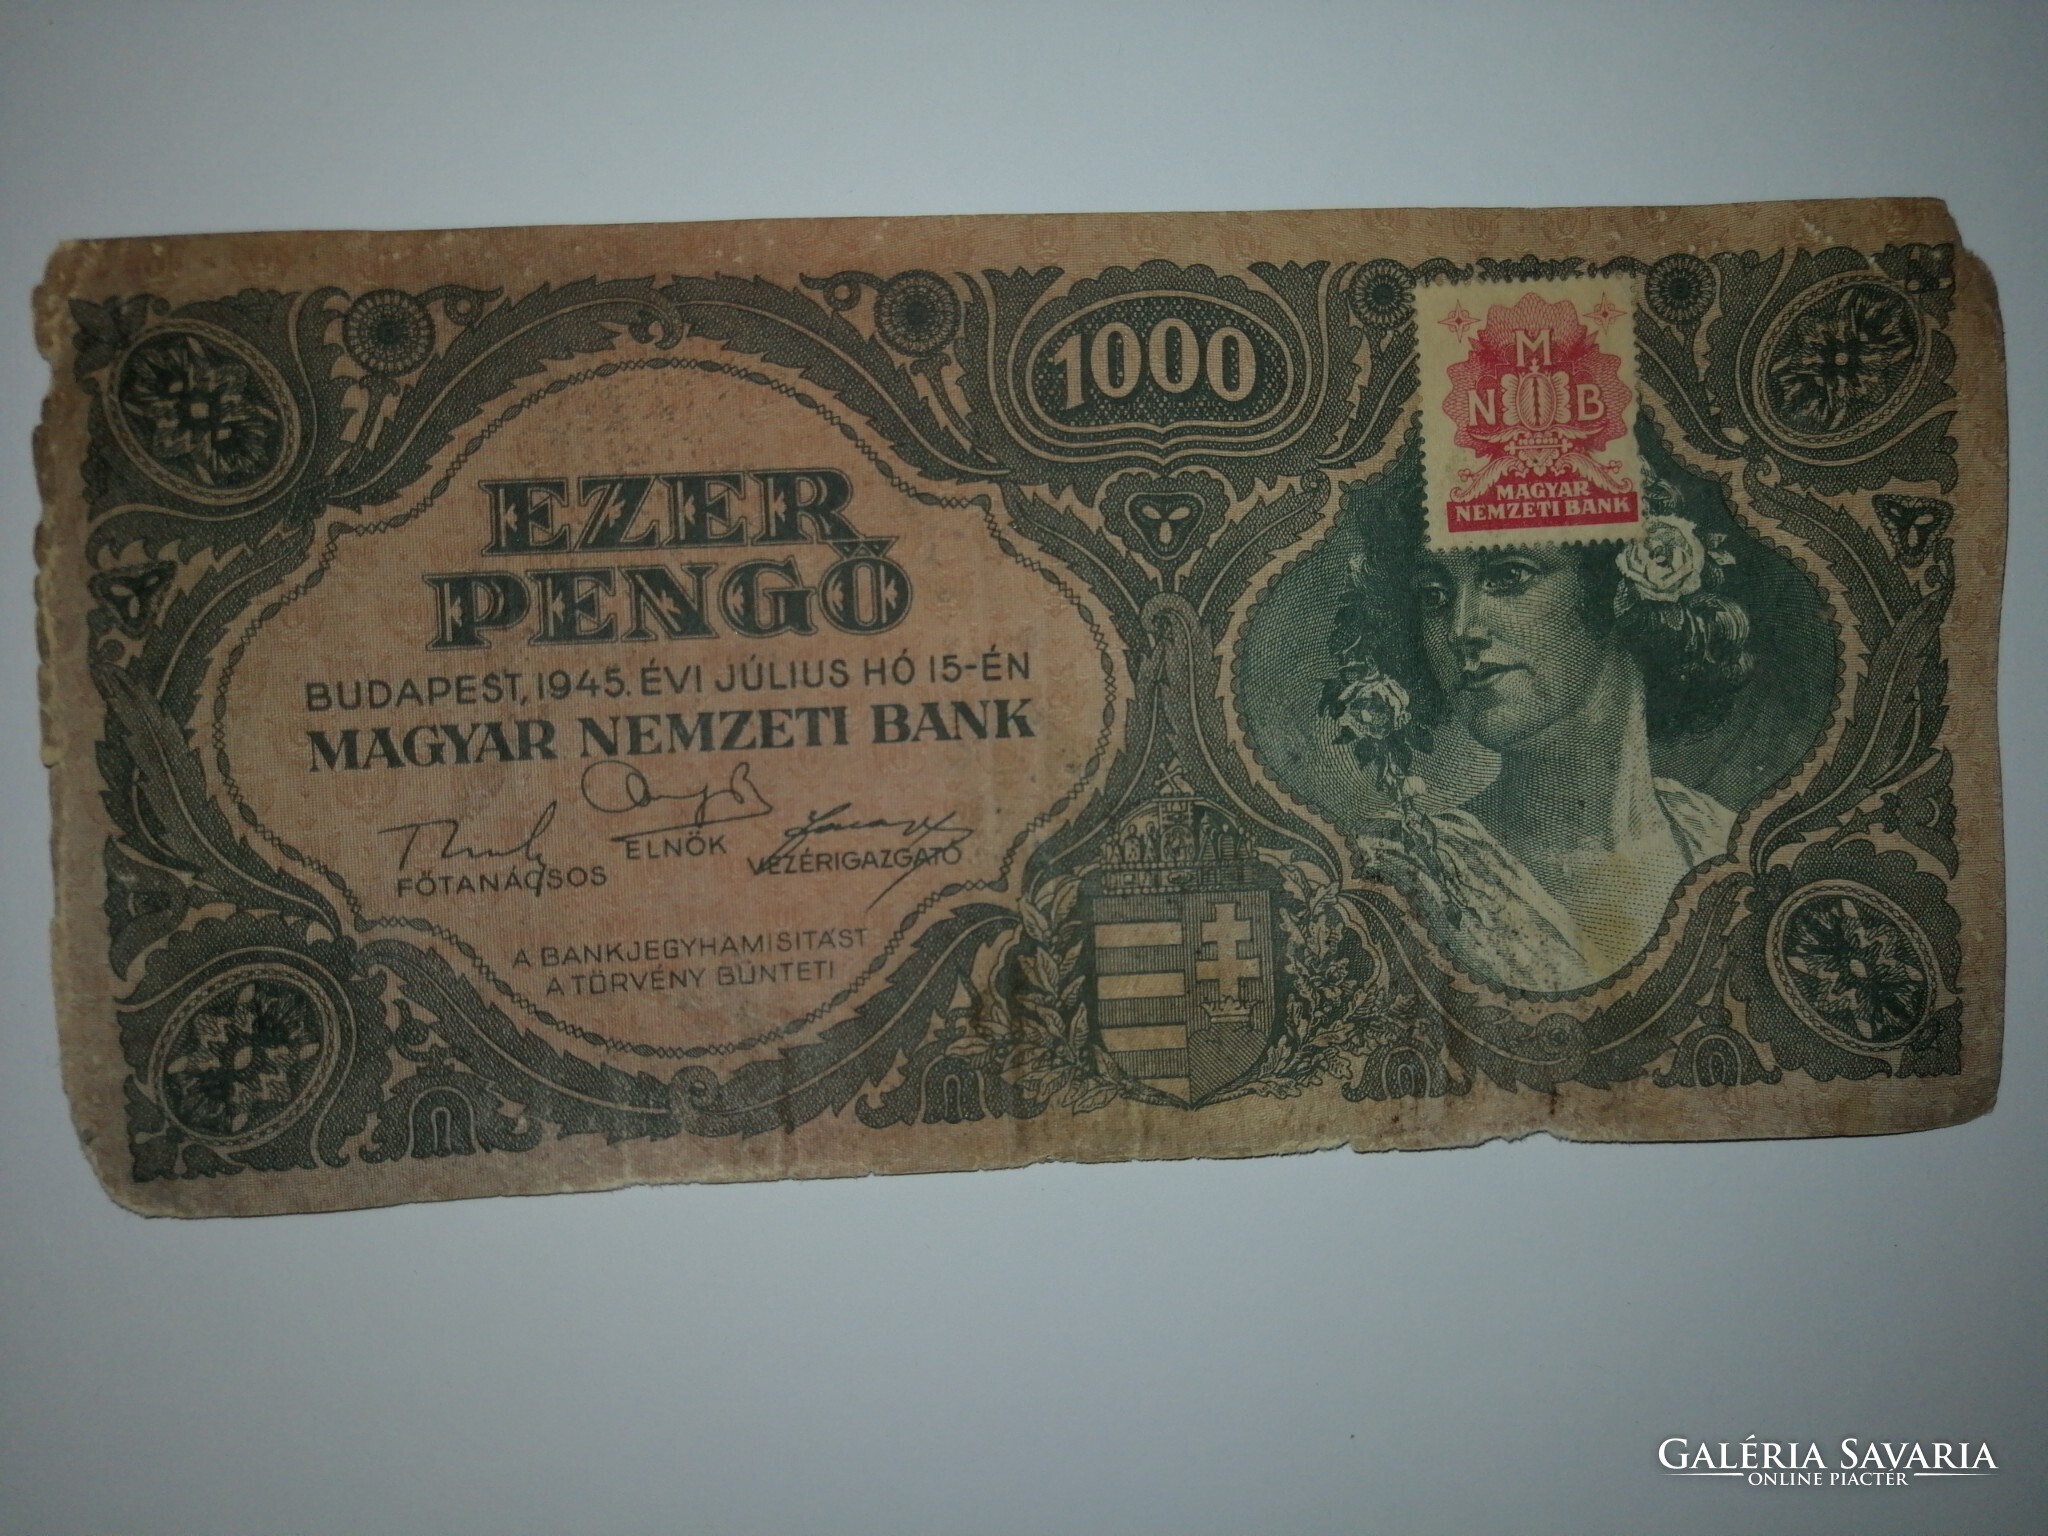 1000
M
N B
MAGYAR
NEMZETI BANK
EZER
PENGŐ
BUDAPEST, 1945. ÉVI JÚLIUS HÓ 15-ÉN
MAGYAR NEMZETI BANK
FŐTANÁCSOS
ELNÖK
VEZÉRIGAZGATÓ
A BANKJEGYHAMISITÁST
A TÖRVÉNY BÜNTETI
GALÉRIA SAVARIA
ONLINE PIACTÉR